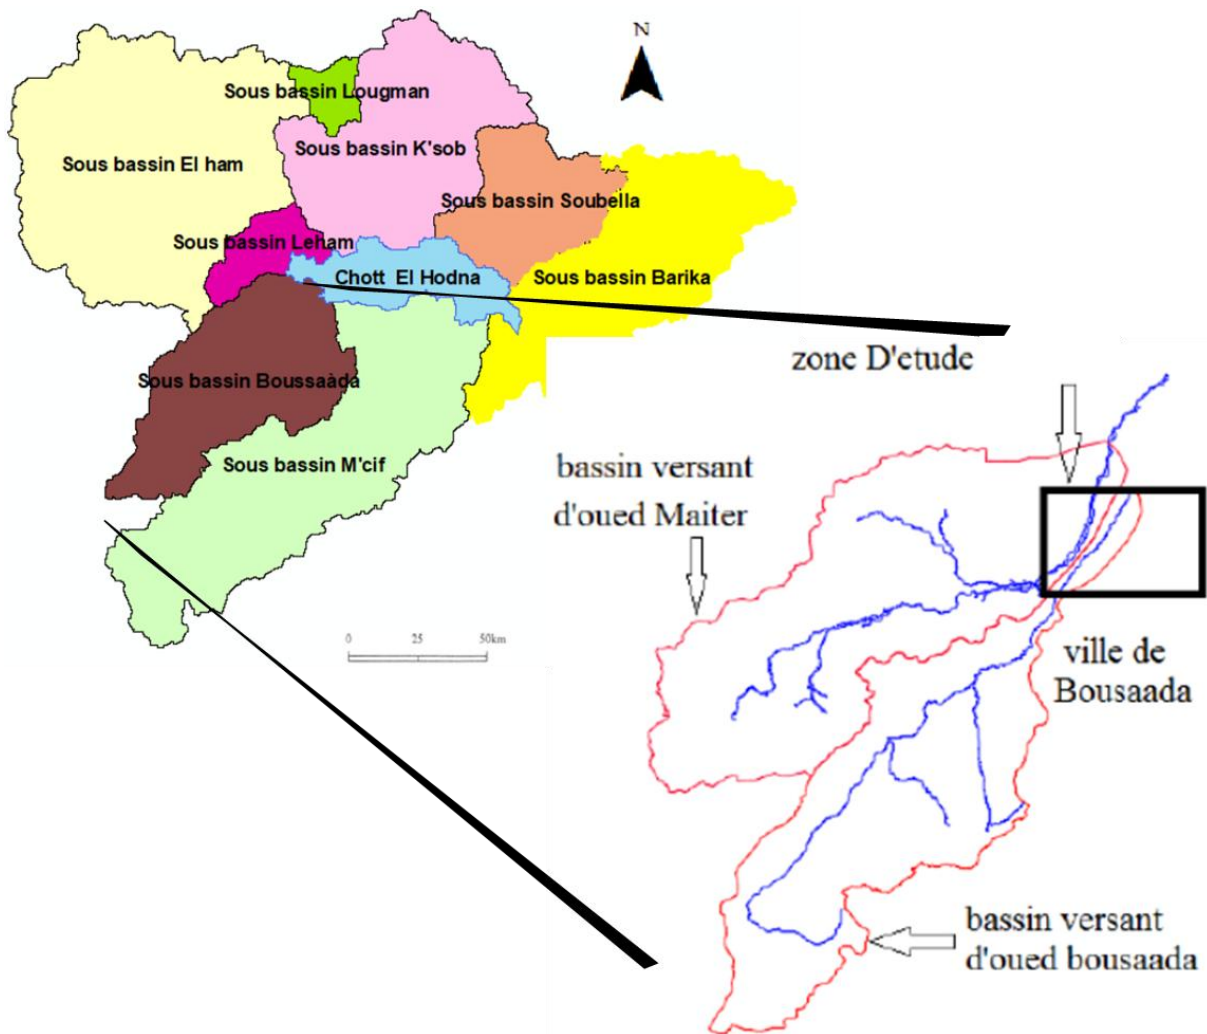 N
Sous bassin Lougman
Sous bassin K'sob
Sous bassin El ham
Sous bassin Soubella
Sous bassin Leham
Chott El Hodna
Sous bassin Barika
Sous bassin Boussaàda
Sous bassin M'cif
0 25 50km
zone D'etude
bassin versant
d'oued Maiter
ville de
Bousaada
bassin versant
d'oued bousaada